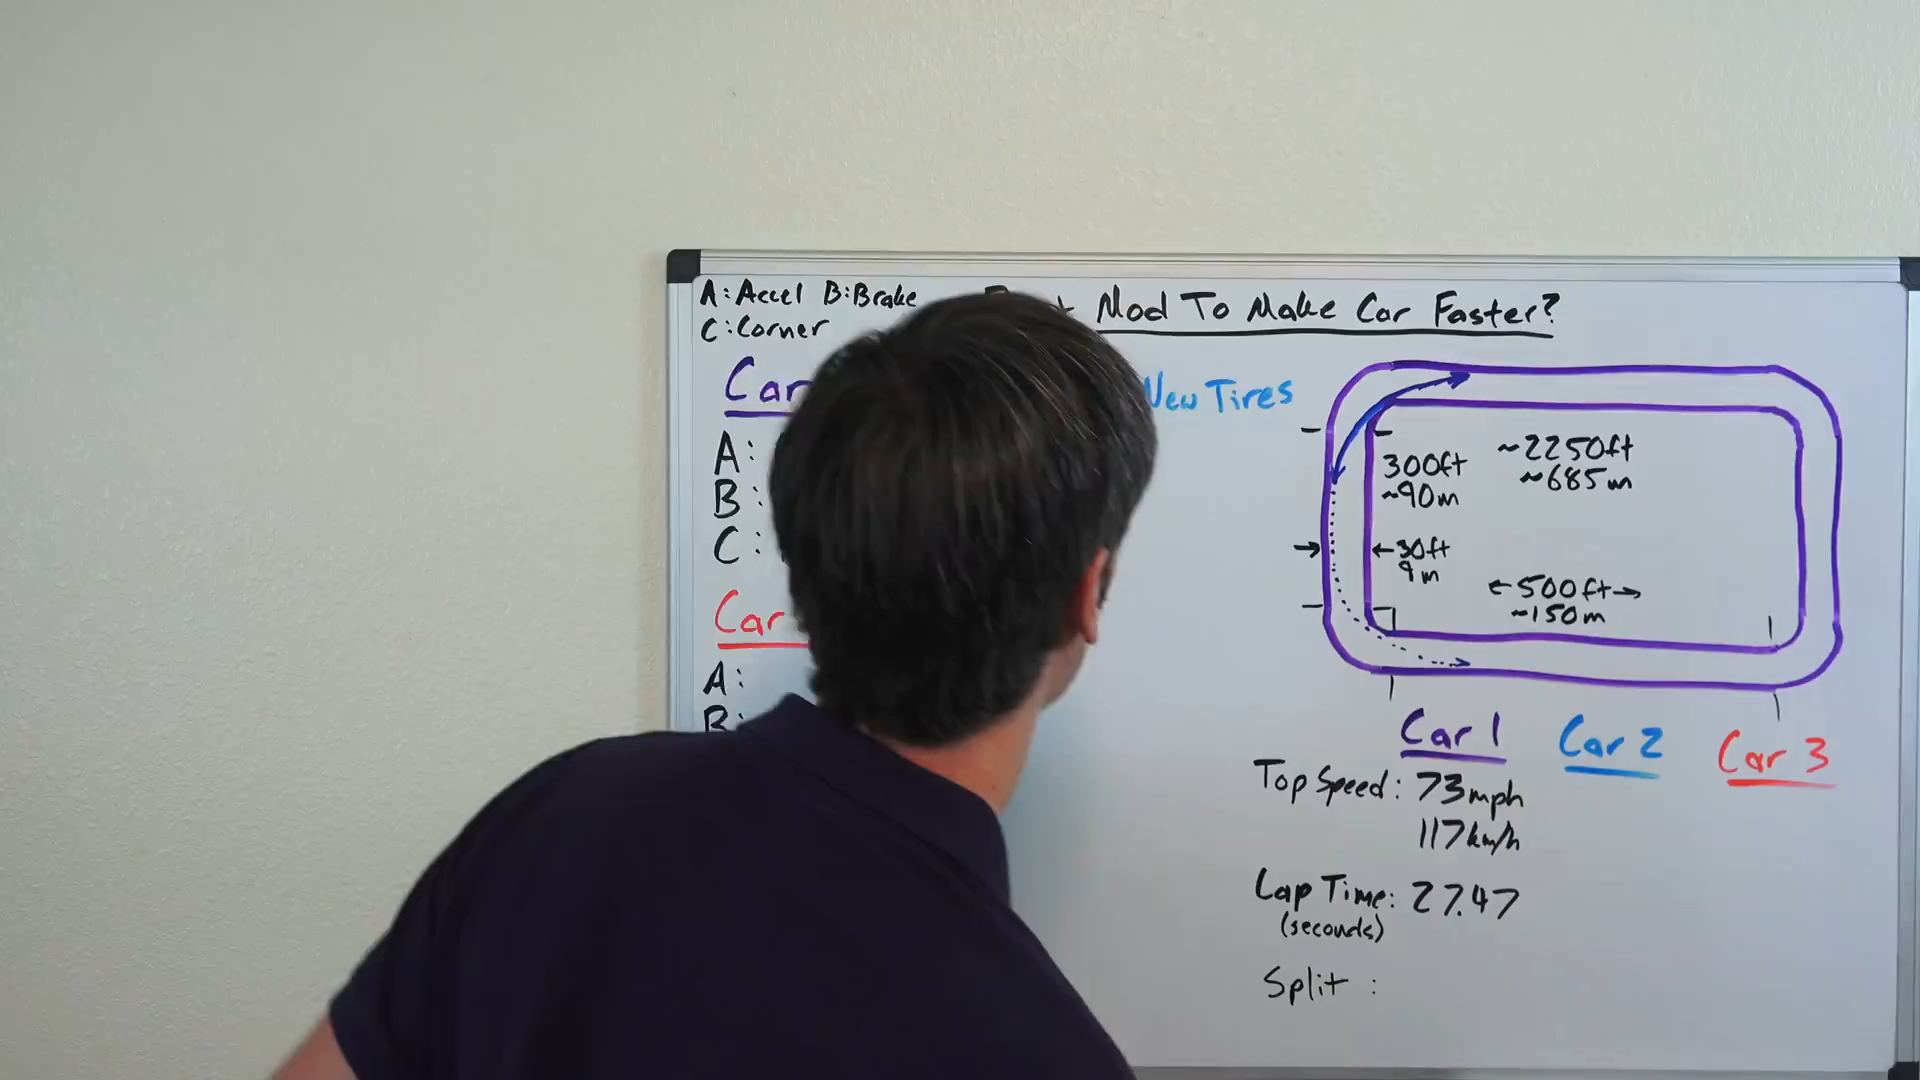 A: Accel B: Brake
C: Corner
Mod To Make Car Faster?
Car
New Tires
A:
B:
C:
Car
A:
B:
300ft
~90m
~2250ft
~685m
30ft
9m
500ft
~150m
Car 1 Car 2 Car 3
Top Speed: 73mph
117km/h
Lap Time: 27.47
(seconds)
Split :